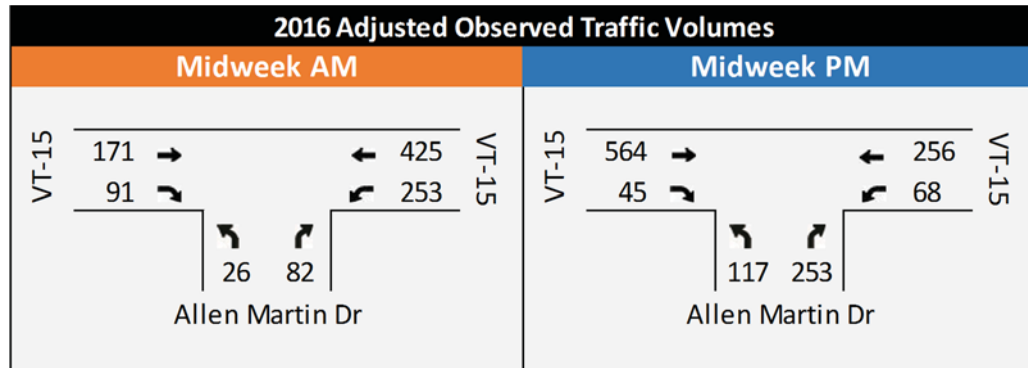 2016 Adjusted Observed Traffic Volumes
Midweek AM
Midweek PM
VT-15
171
425
VT-15
91
253
26
82
Allen Martin Dr
VT-15
564
256
VT-15
45
68
117
253
Allen Martin Dr